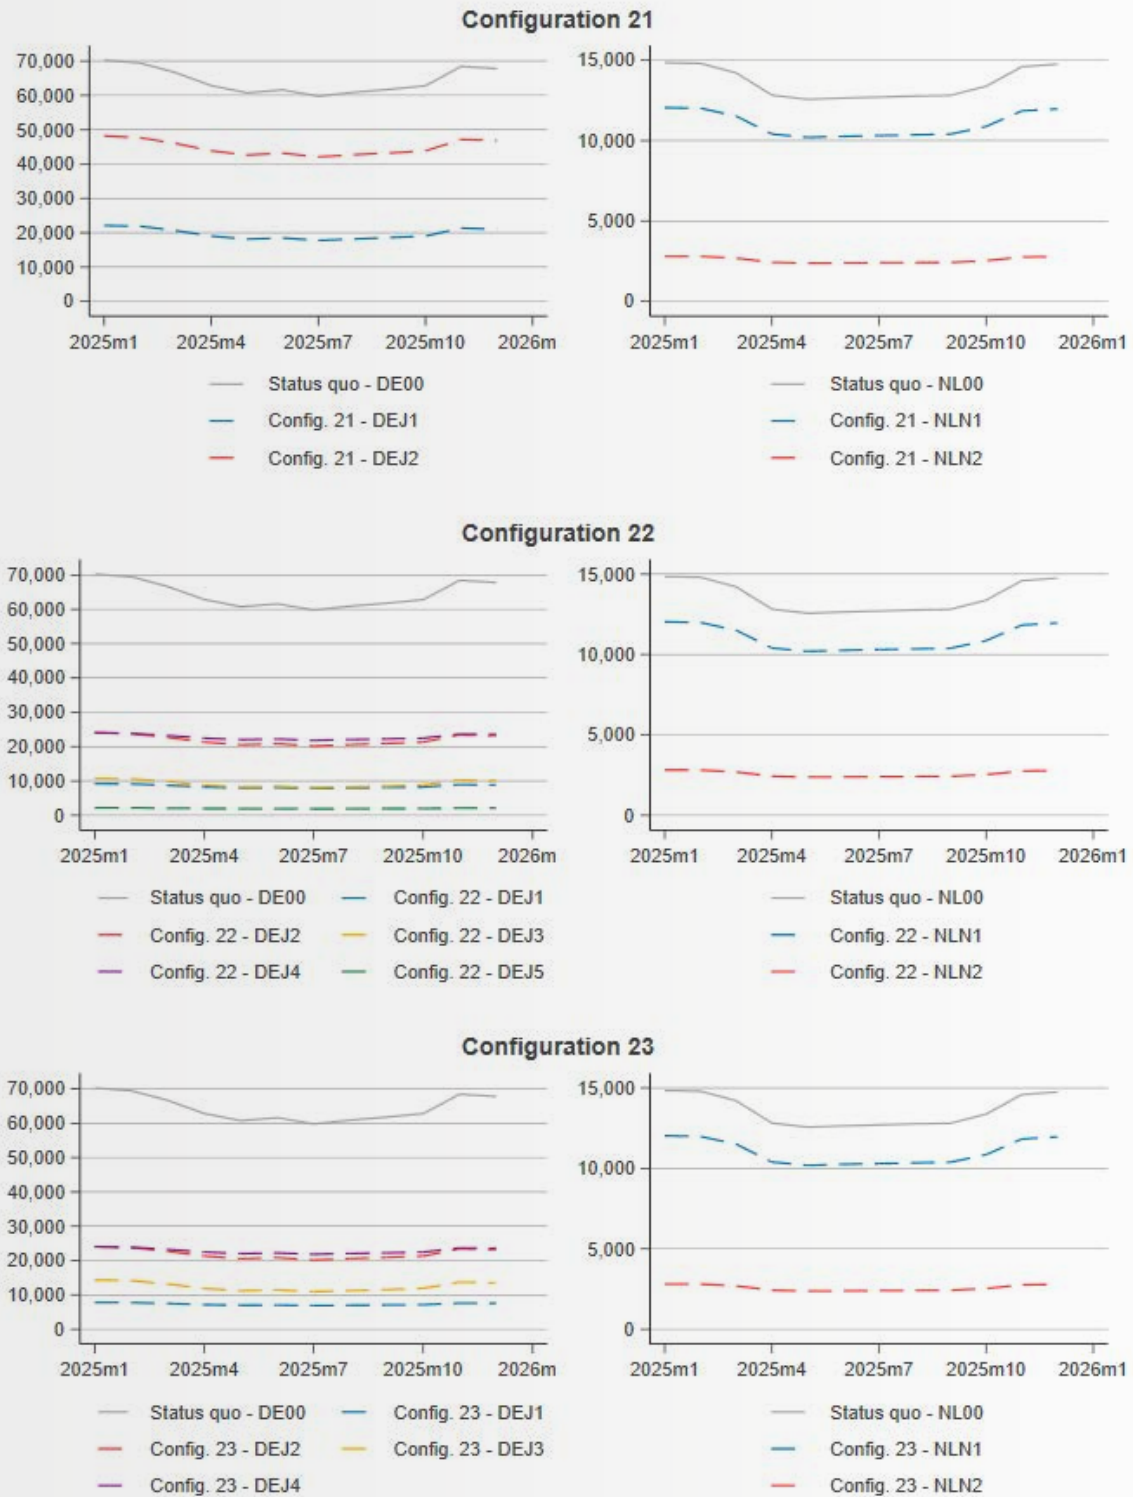 Configuration 21
70,000
60,000
50,000
40,000
30,000
20,000
10,000
0
2025m1 2025m4 2025m7 2025m10 2026m
Status quo - DE00
Config. 21 - DEJ1
Config. 21 - DEJ2
15,000
10,000
5,000
0
2025m1 2025m4 2025m7 2025m10 2026m1
Status quo - NL00
Config. 21 - NLN1
Config. 21 - NLN2
Configuration 22
70,000
60,000
50,000
40,000
30,000
20,000
10,000
0
2025m1 2025m4 2025m7 2025m10 2026m
Status quo - DE00 Config. 22 - DEJ1
Config. 22 - DEJ2 Config. 22 - DEJ3
Config. 22 - DEJ4 Config. 22 - DEJ5
15,000
10,000
5,000
0
2025m1 2025m4 2025m7 2025m10 2026m1
Status quo - NL00
Config. 22 - NLN1
Config. 22 - NLN2
Configuration 23
70,000
60,000
50,000
40,000
30,000
20,000
10,000
0
2025m1 2025m4 2025m7 2025m10 2026m
Status quo - DE00 Config. 23 - DEJ1
Config. 23 - DEJ2 Config. 23 - DEJ3
Config. 23 - DEJ4
15,000
10,000
5,000
0
2025m1 2025m4 2025m7 2025m10 2026m1
Status quo - NL00
Config. 23 - NLN1
Config. 23 - NLN2